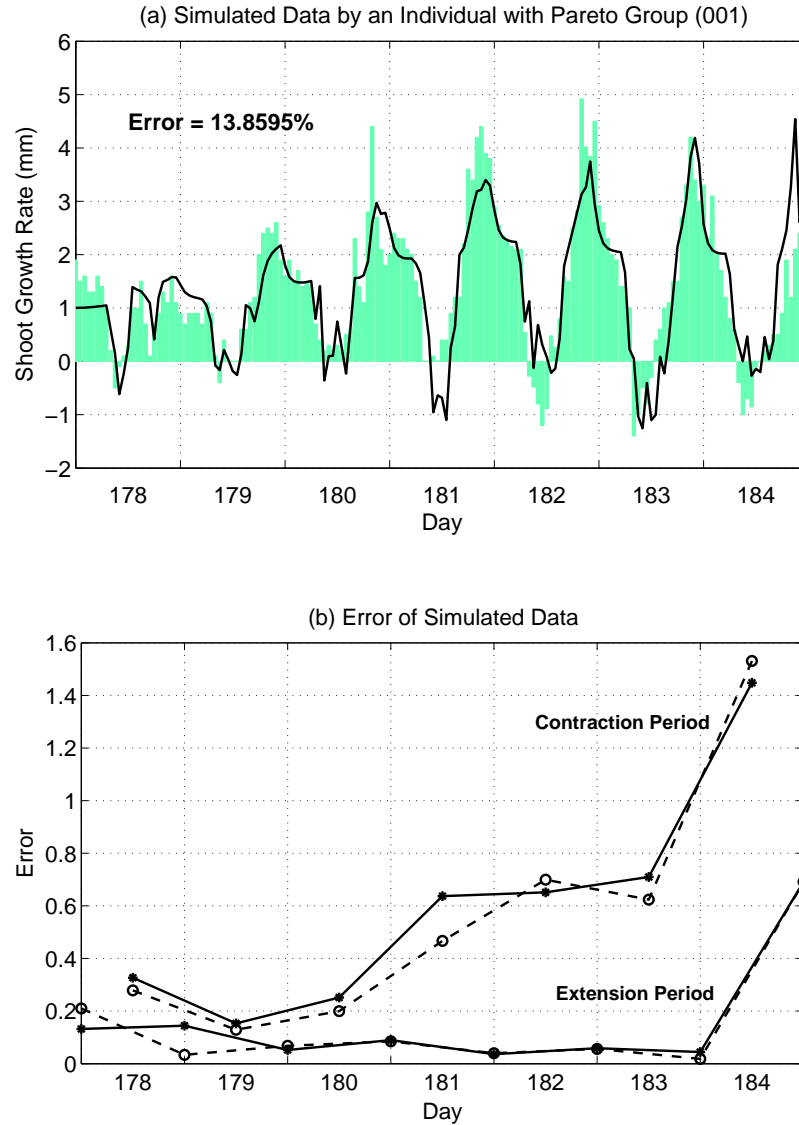 (a) Simulated Data by an Individual with Pareto Group (001)
6
5
4
3
2
1
0
−1
−2
Shoot Growth Rate (mm)
Error = 13.8595%
178 179 180 181 182 183 184
Day
(b) Error of Simulated Data
1.6
1.4
1.2
1
0.8
0.6
0.4
0.2
0
Error
Contraction Period
Extension Period
178 179 180 181 182 183 184
Day